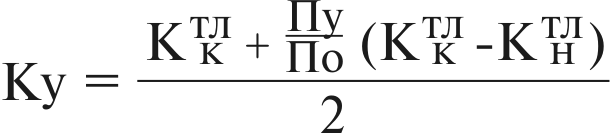 Ку = (К^тл_К + Пу/По (К^тл_К - К^тл_Н)) / 2